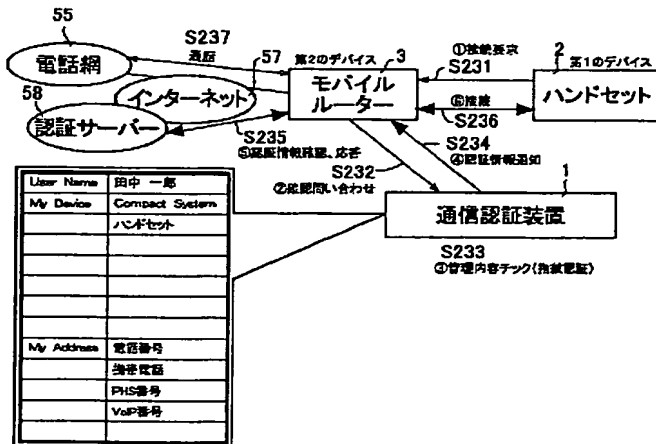 55
電話網
S237
通話
57
インターネット
58
認証サーバー
第2のデバイス
3
モバイル
ルーター
①接続要求
S231
2
第1のデバイス
ハンドセット
⑥接続
S236
S235
⑤認証情報確認、応答
S234
④認証情報通知
S232
②確認問い合わせ
1
通信認証装置
S233
③管理内容チェック(指紋認証)
User Name 田中 一郎
My Device Compact System
ハンドセット
My Address 電話番号
携帯電話
PHS番号
VoIP番号